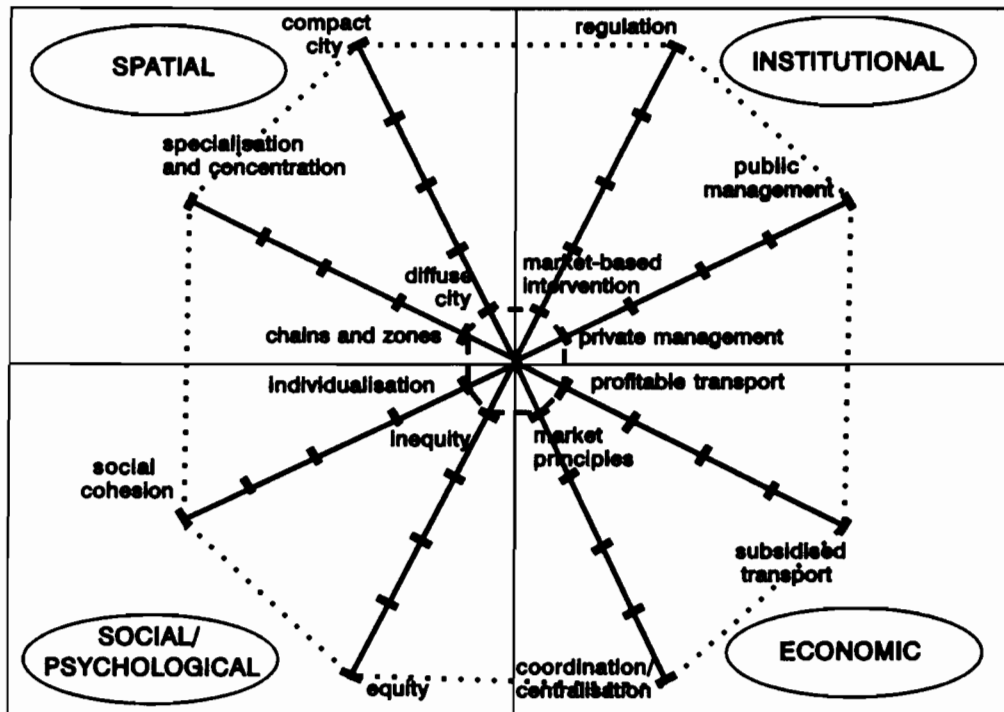 compact
city
regulation
SPATIAL
INSTITUTIONAL
specialisation
and concentration
public
management
diffuse
city
market-based
intervention
chains and zones
private management
individualisation
profitable transport
inequity
market
principles
social
cohesion
subsidised
transport
SOCIAL/
PSYCHOLOGICAL
equity
coordination/
centralisation
ECONOMIC